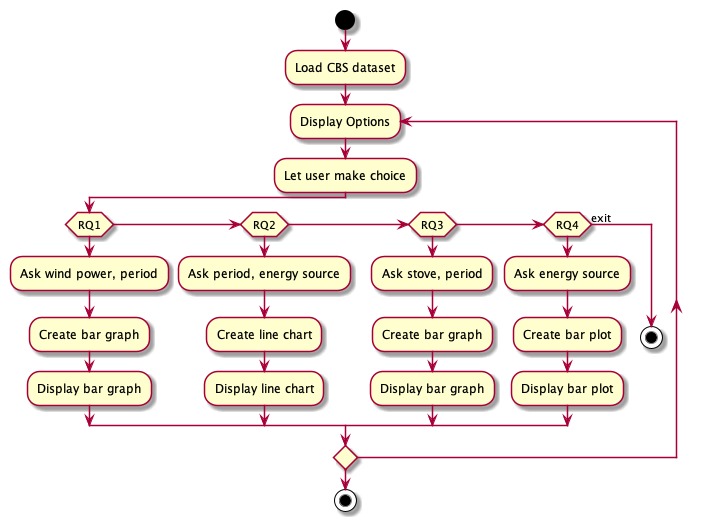 Load CBS dataset
Display Options
Let user make choice
RQ1
RQ2
RQ3
RQ4
exit
Ask wind power, period
Ask period, energy source
Ask stove, period
Ask energy source
Create bar graph
Create line chart
Create bar graph
Create bar plot
Display bar graph
Display line chart
Display bar graph
Display bar plot